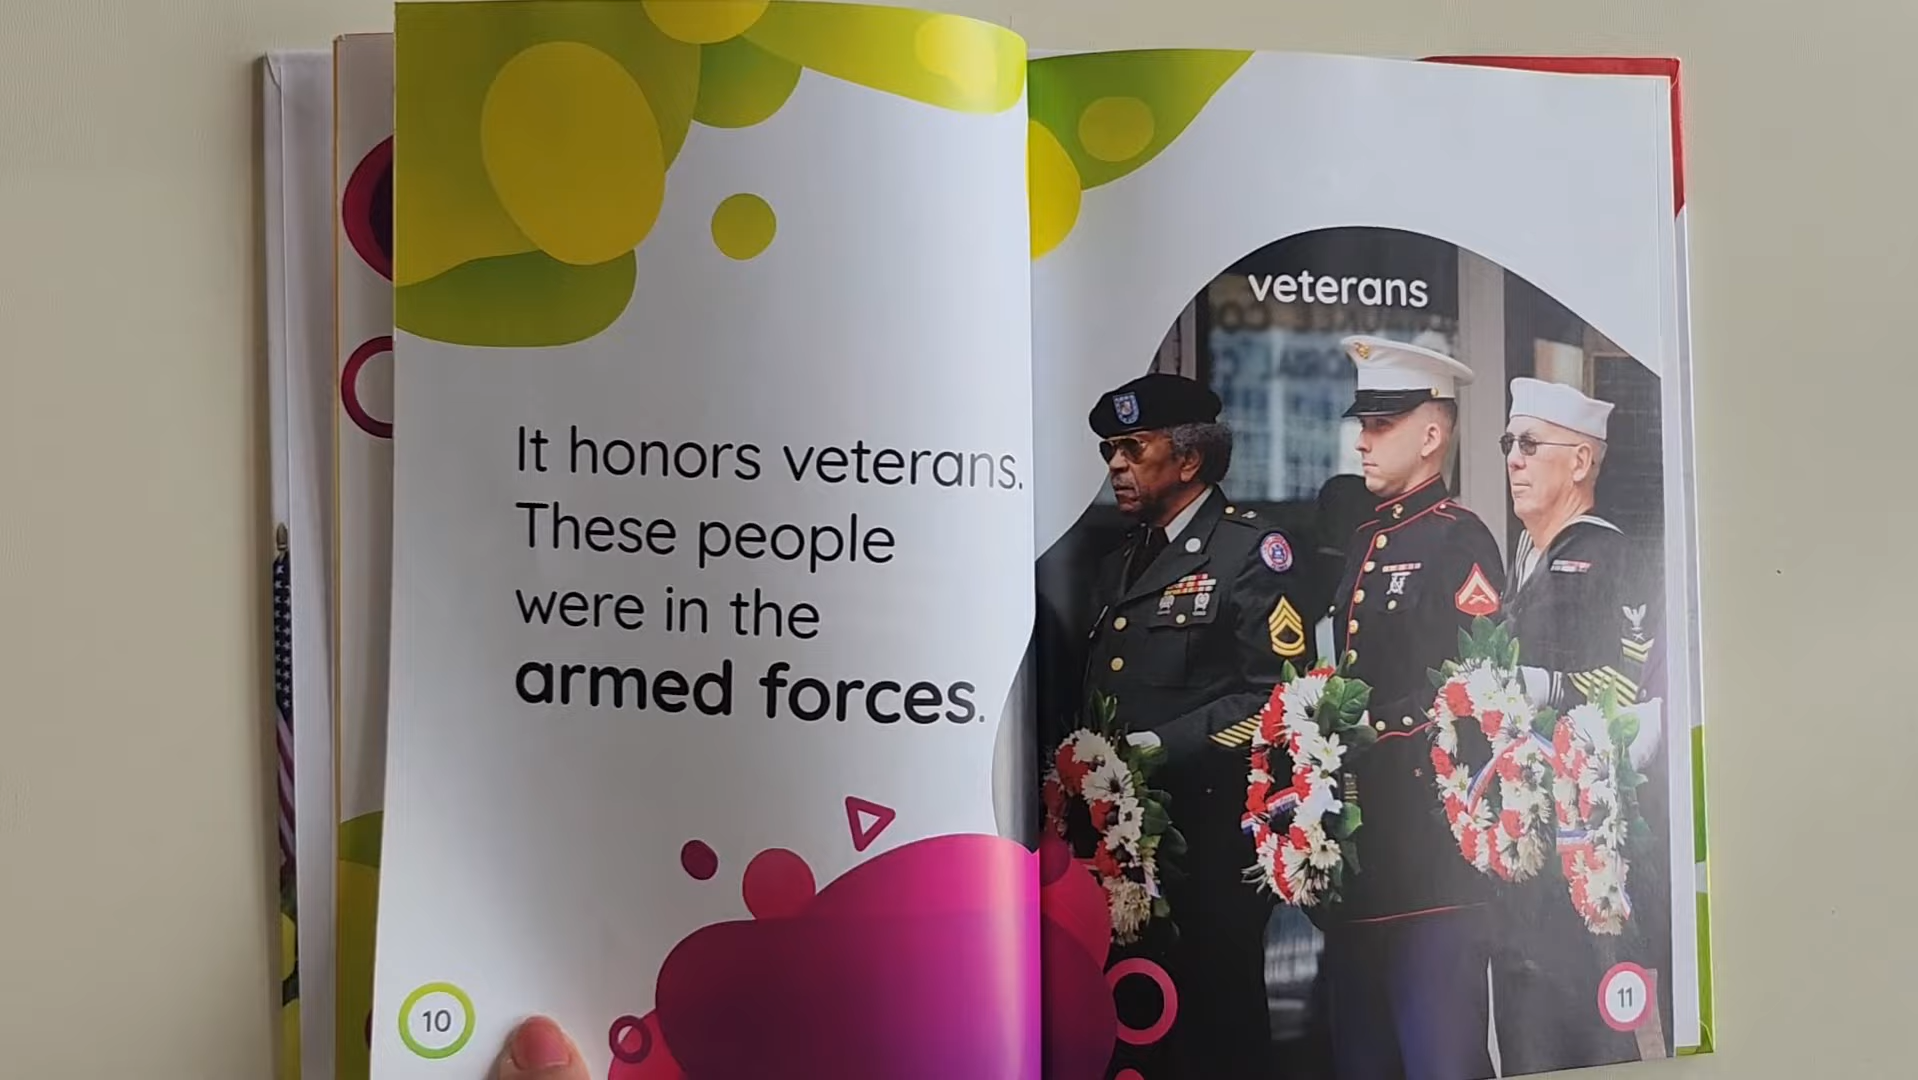 It honors veterans.
These people
were in the
armed forces.
10
veterans
11